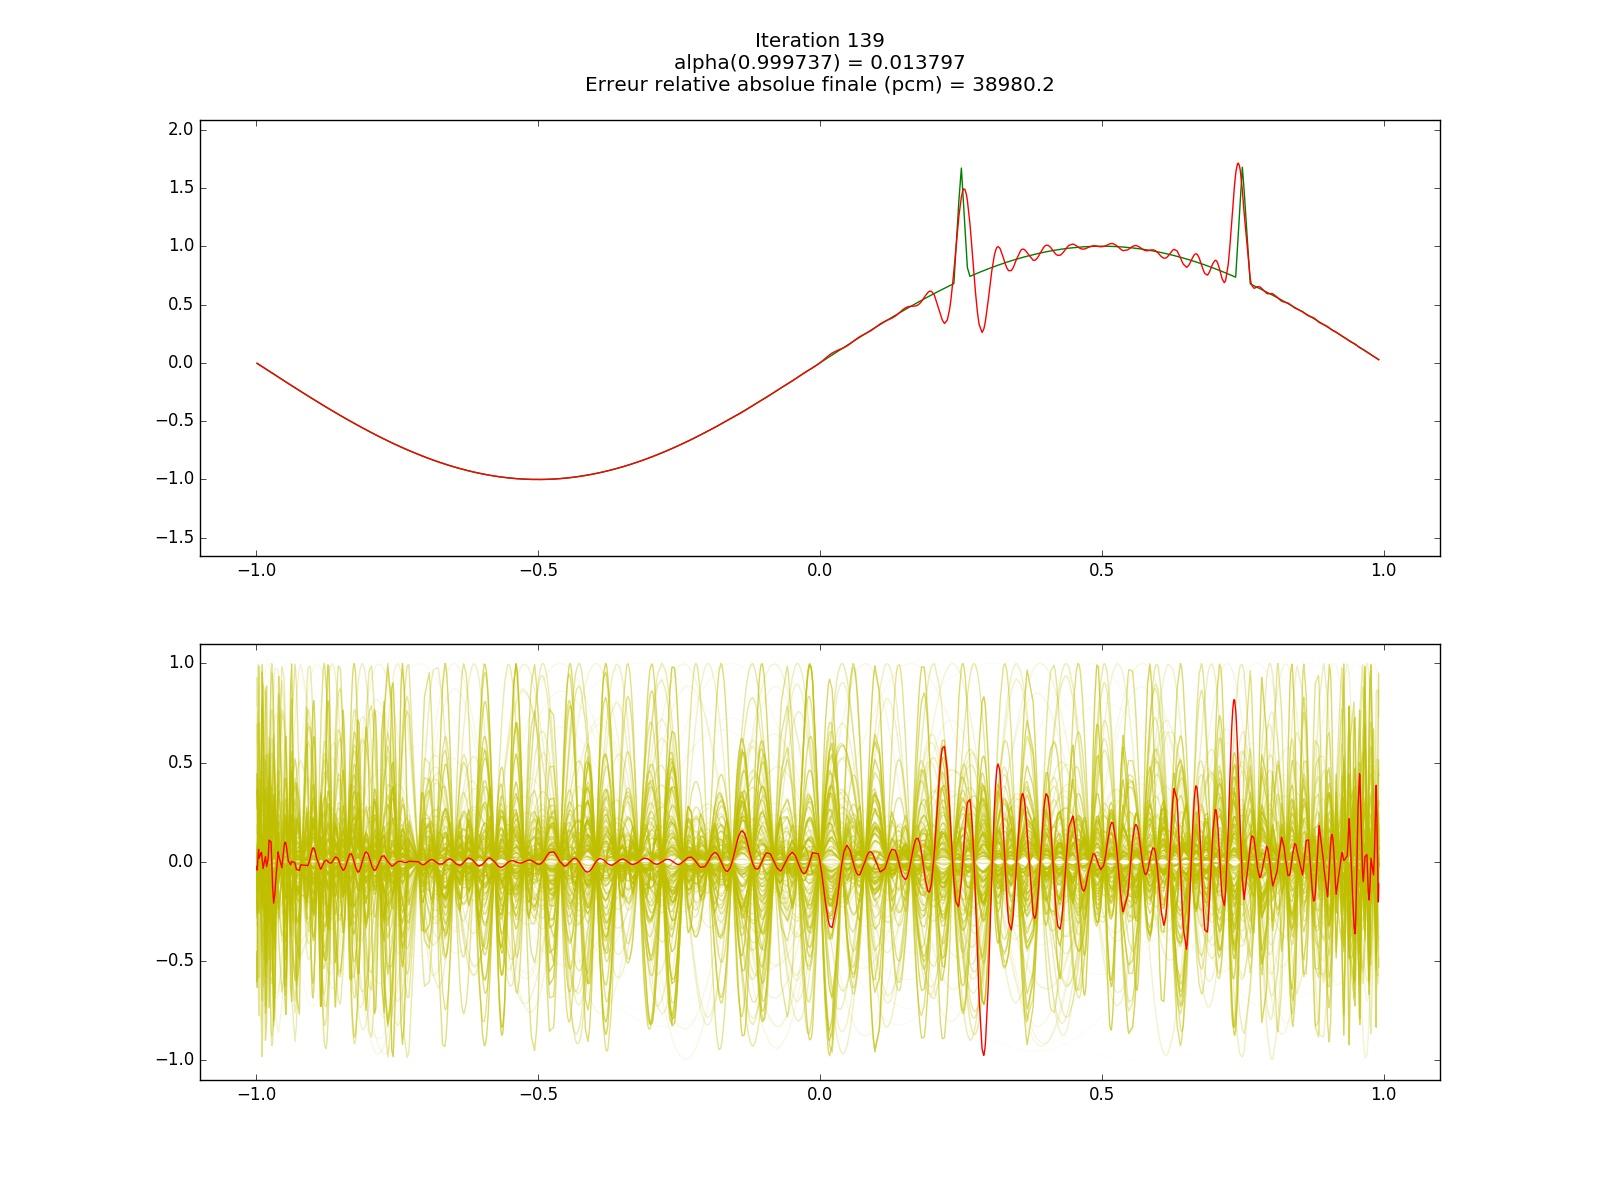 Iteration 139
alpha(0.999737) = 0.013797
Erreur relative absolue finale (pcm) = 38980.2
2.0
1.5
1.0
0.5
0.0
−0.5
−1.0
−1.5
−1.0 −0.5 0.0 0.5 1.0
1.0
0.5
0.0
−0.5
−1.0
−1.0 −0.5 0.0 0.5 1.0